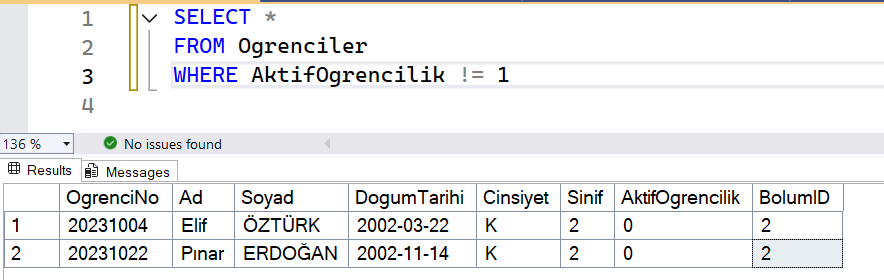 1 SELECT *
2 FROM Ogrenciler
3 WHERE AktifOgrencilik != 1
4
136 % No issues found
Results Messages
OgrenciNo Ad Soyad DogumTarihi Cinsiyet Sinif AktifOgrencilik BolumID
1 20231004 Elif ÖZTÜRK 2002-03-22 K 2 0 2
2 20231022 Pınar ERDOĞAN 2002-11-14 K 2 0 2